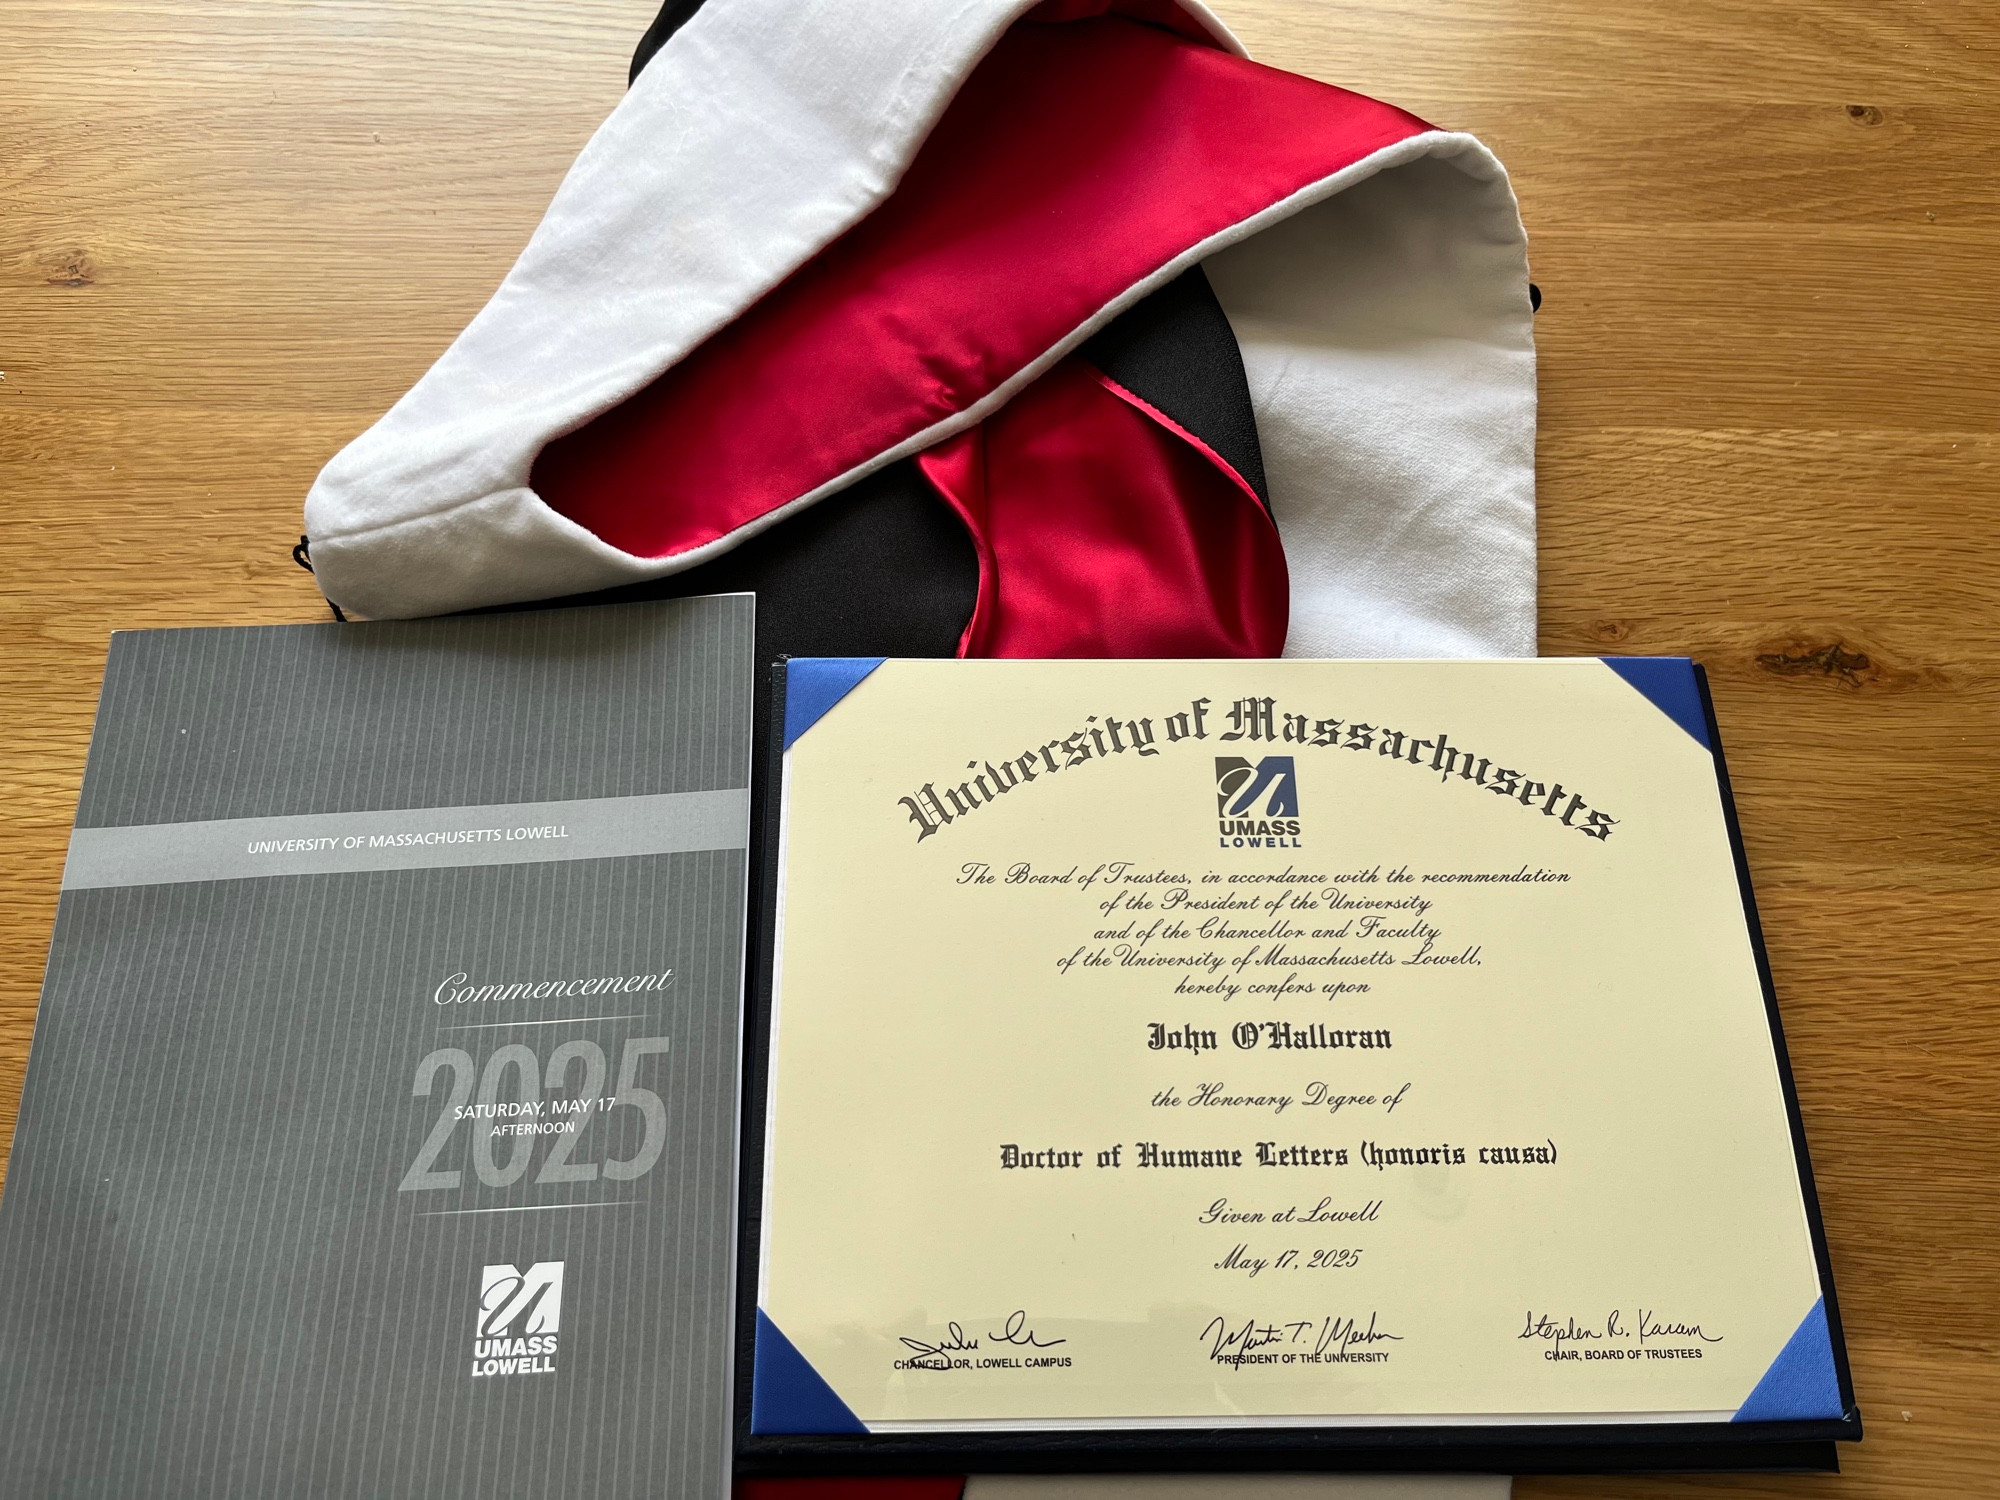 UNIVERSITY OF MASSACHUSETTS LOWELL
Commencement
2025
SATURDAY, MAY 17
AFTERNOON
UMASS
LOWELL
University of Massachusetts
UMASS
LOWELL
The Board of Trustees, in accordance with the recommendation
of the President of the University
and of the Chancellor and Faculty
of the University of Massachusetts Lowell,
hereby confers upon
John O'Halloran
the Honorary Degree of
Doctor of Humane Letters (honoris causa)
Given at Lowell
May 17, 2025
CHANCELLOR, LOWELL CAMPUS
Martin T. Meehan
PRESIDENT OF THE UNIVERSITY
Stephen R. Karam
CHAIR, BOARD OF TRUSTEES